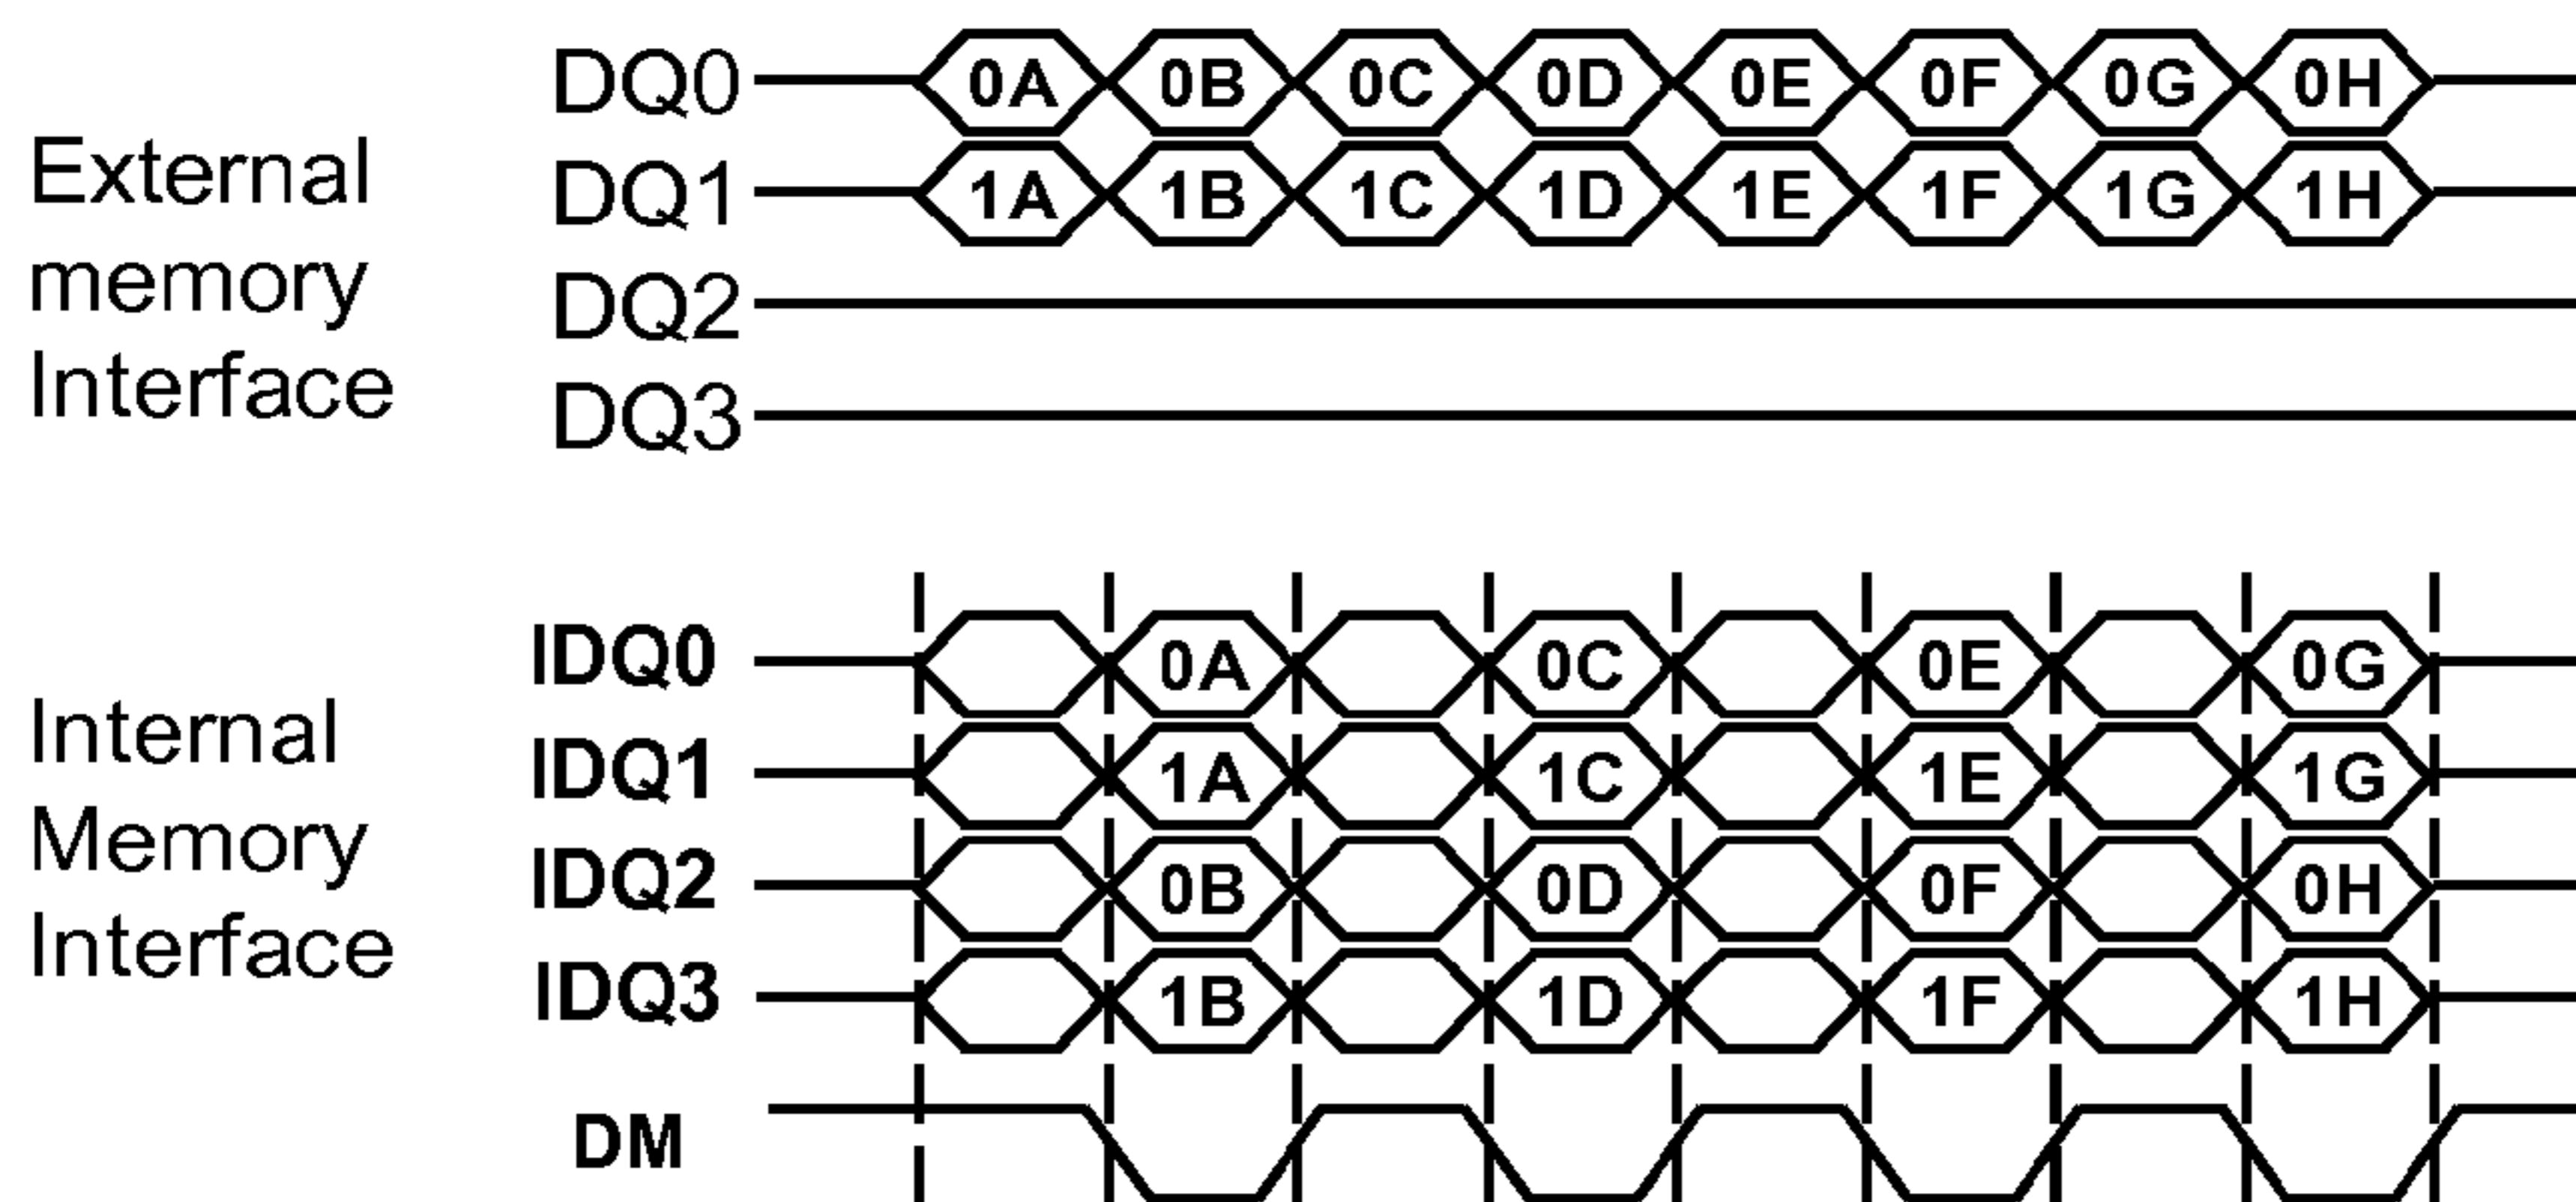 DQ0 0A 0B 0C 0D 0E 0F 0G 0H
External
DQ1 1A 1B 1C 1D 1E 1F 1G 1H
memory
DQ2
Interface
DQ3
IDQ0 0A 0C 0E 0G
Internal
IDQ1 1A 1C 1E 1G
Memory
IDQ2 0B 0D 0F 0H
Interface
IDQ3 1B 1D 1F 1H
DM